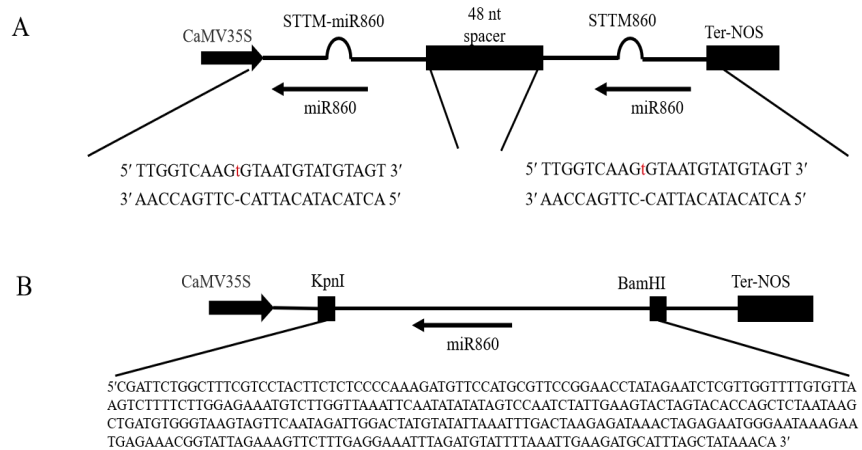 A
CaMV35S
STTM-miR860
48 nt
spacer
STTM860
Ter-NOS
miR860
miR860
5′ TTGGTCAAGtGTAATGTATGTAGT 3′
3′ AACCAGTTC-CATTACATACATCA 5′
5′ TTGGTCAAGtGTAATGTATGTAGT 3′
3′ AACCAGTTC-CATTACATACATCA 5′
B
CaMV35S
KpnI
BamHI
Ter-NOS
miR860
5′CGATTCTGGCTTTCGTCCTACTTCTCTCCCCAAAGATGTTCCATGCGTTCCGGAACCTATAGAATCTCGTTGGTTTTGTGTTA
AGTCTTTTCTTGGAGAAATGTCTTGGTTAAATTCAATATATATAGTCCAATCTATTGAAGTACTAGTACACCAGCTCTAATAAG
CTGATGTGGGTAAGTAGTTCAATAGATTGGACTATGTATATTAAATTTGACTAAGAGATAAACTAGAGAATGGGAATAAAGAA
TGAGAAACGGTATTAGAAAGTTCTTTGAGGAAATTTAGATGTATTTTAAATTGAAGATGCATTTAGCTATAAACA 3′